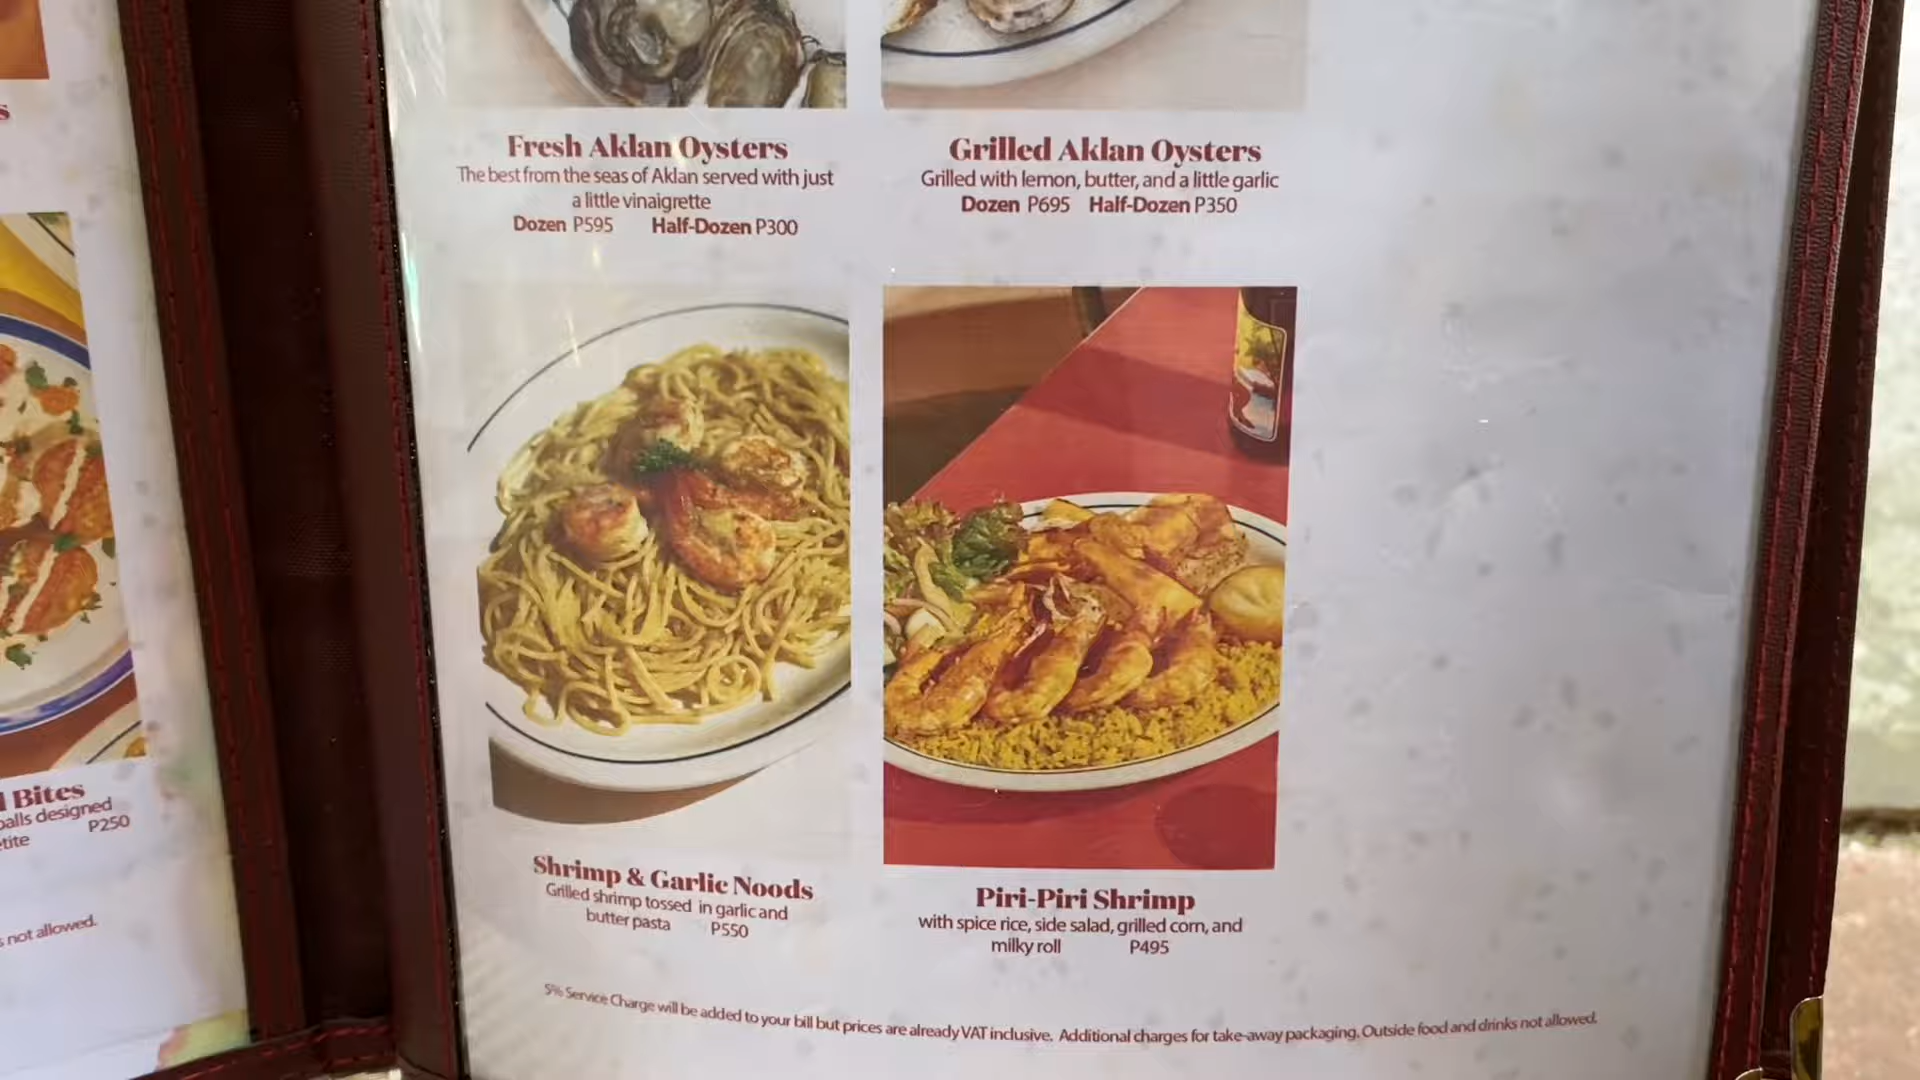 s
Bites
balls designed
P250
not allowed.
Fresh Aklan Oysters
The best from the seas of Aklan served with just
a little vinaigrette
Dozen P595 Half-Dozen P300
Grilled Aklan Oysters
Grilled with lemon, butter, and a little garlic
Dozen P695 Half-Dozen P350
Shrimp & Garlic Noods
Grilled shrimp tossed in garlic and
butter pasta P550
Piri-Piri Shrimp
with spice rice, side salad, grilled corn, and
milky roll P495
5% Service Charge will be added to your bill but prices are already VAT inclusive. Additional charges for take-away packaging. Outside food and drinks not allowed.